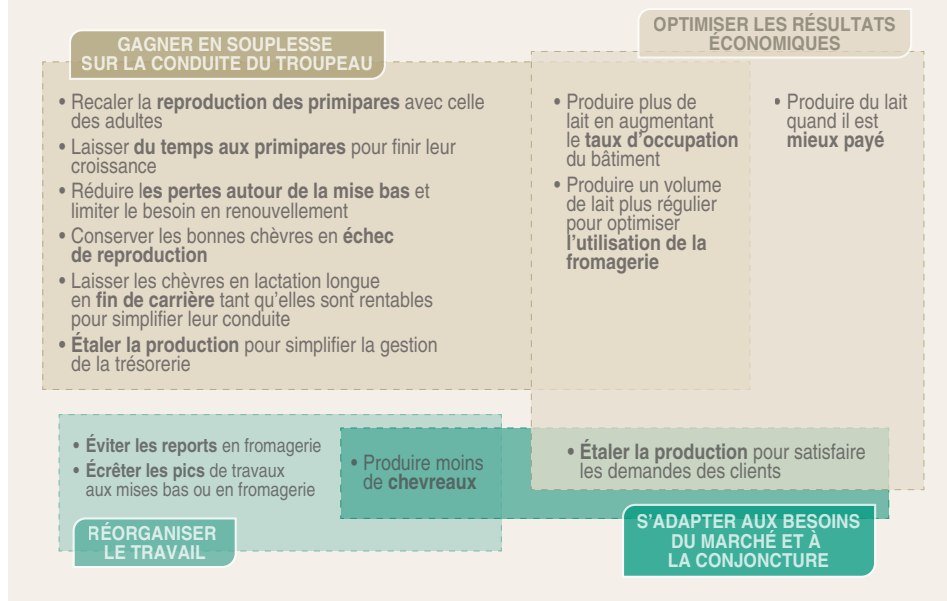 GAGNER EN SOUPLESSE
SUR LA CONDUITE DU TROUPEAU
• Recaler la reproduction des primipares avec celle
des adultes
• Laisser du temps aux primipares pour finir leur
croissance
• Réduire les pertes autour de la mise bas et
limiter le besoin en renouvellement
• Conserver les bonnes chèvres en échec
de reproduction
• Laisser les chèvres en lactation longue
en fin de carrière tant qu'elles sont rentables
pour simplifier leur conduite
• Étaler la production pour simplifier la gestion
de la trésorerie
OPTIMISER LES RÉSULTATS
ÉCONOMIQUES
• Produire plus de
lait en augmentant
le taux d'occupation
du bâtiment
• Produire un volume
de lait plus régulier
pour optimiser
l'utilisation de la
fromagerie
• Produire du lait
quand il est
mieux payé
• Éviter les reports en fromagerie
• Écrêter les pics de travaux
aux mises bas ou en fromagerie
• Produire moins
de chevreaux
• Étaler la production pour satisfaire
les demandes des clients
RÉORGANISER
LE TRAVAIL
S'ADAPTER AUX BESOINS
DU MARCHÉ ET À
LA CONJONCTURE